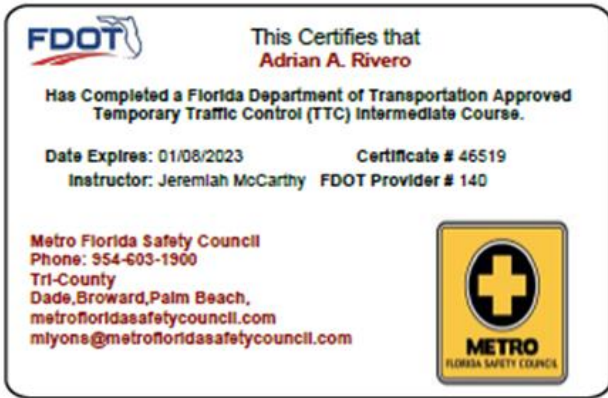 FDOT
This Certifies that
Adrian A. Rivero
Has Completed a Florida Department of Transportation Approved
Temporary Traffic Control (TTC) Intermediate Course.
Date Expires: 01/08/2023 Certificate # 46519
Instructor: Jeremiah McCarthy FDOT Provider # 140
Metro Florida Safety Council
Phone: 954-603-1900
Tri-County
Dade,Broward,Palm Beach,
metrofloridasafetycouncil.com
mlyons@metrofloridasafetycouncil.com
METRO
FLORIDA SAFETY COUNCIL